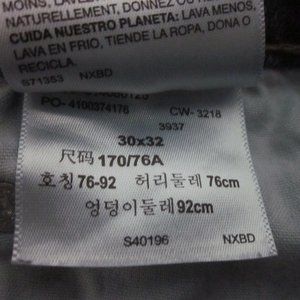 MOINS, LAVEZ
NATURELLEMENT, DONNEZ OU
CUIDA NUESTRO PLANETA: LAVA MENOS,
LAVA EN FRIO, TIENDE LA ROPA, DONA O
RECICLA.
S71353 NXBD
PO-4100374176 CW-3218
3937
30x32
尺码 170/76A
호칭 76-92 허리둘레 76cm
엉덩이둘레 92cm
S40196 NXBD